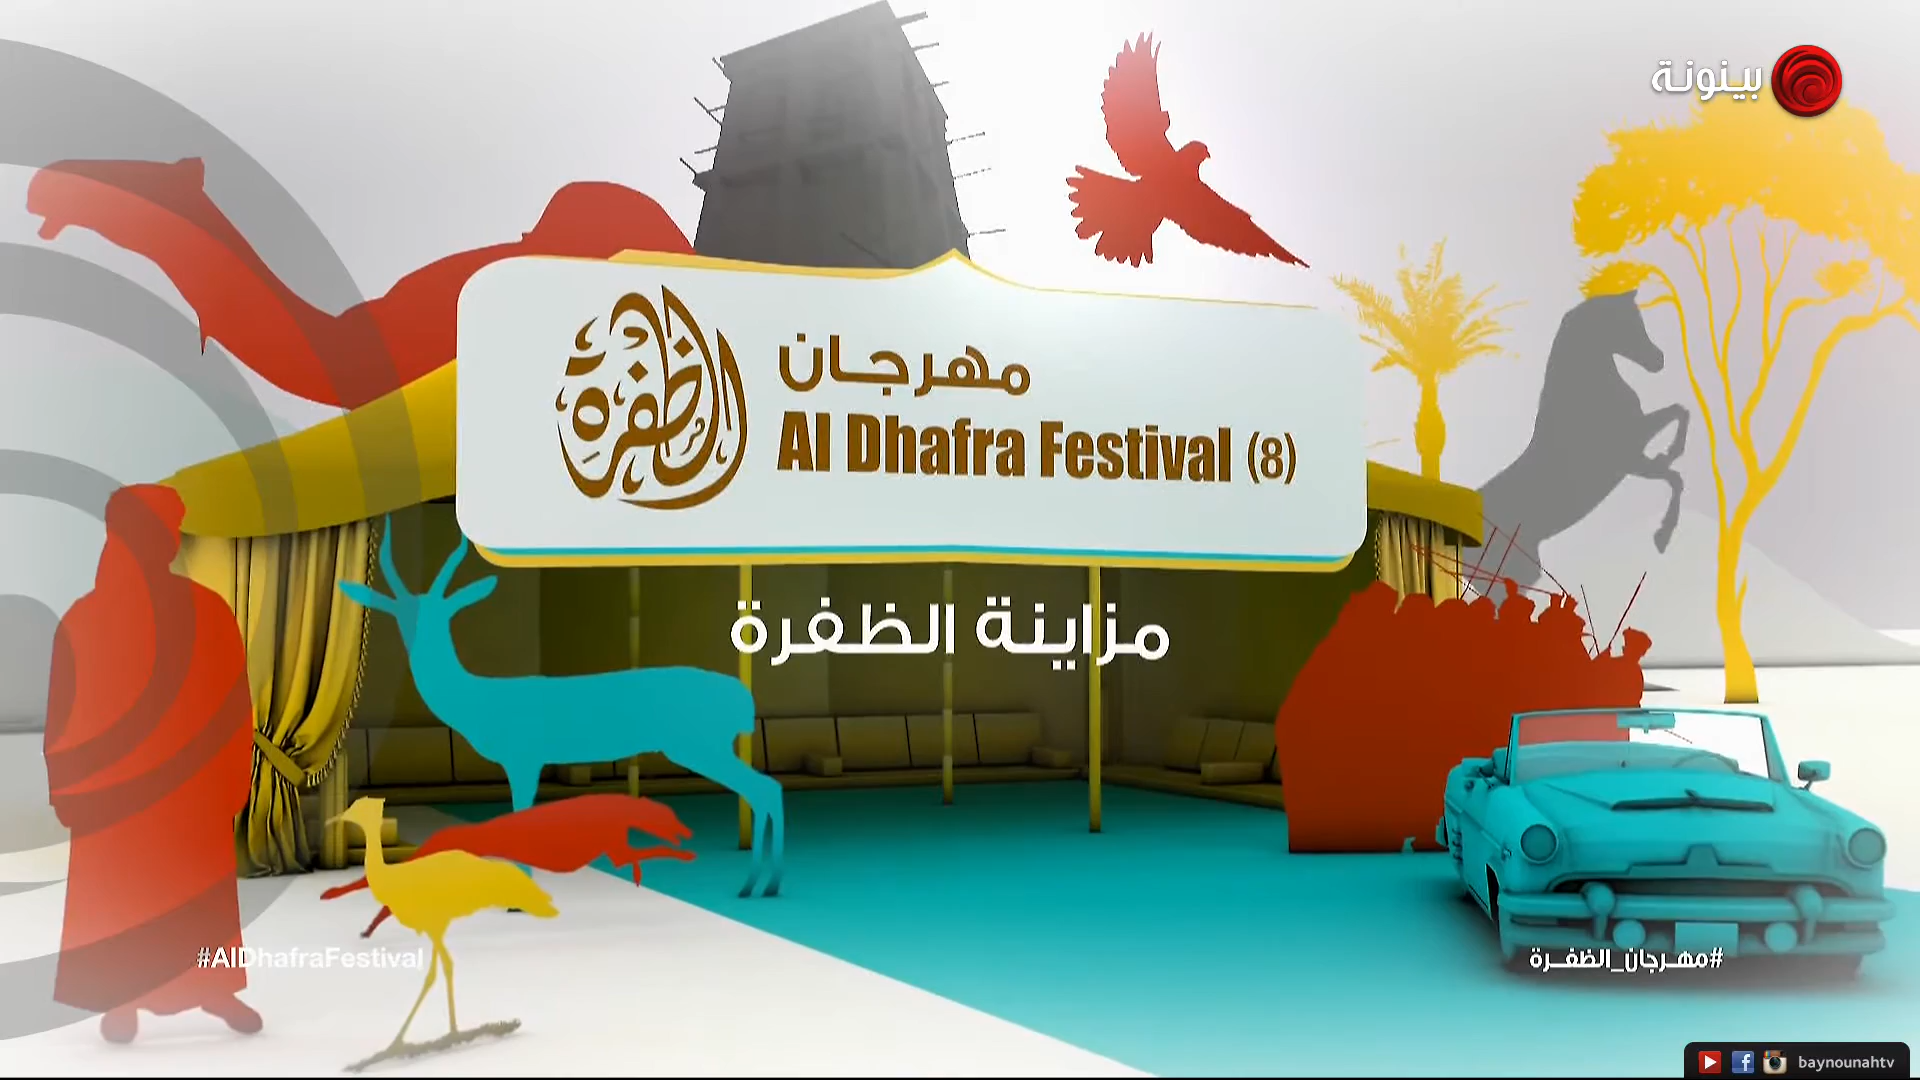 بينونة
الظفرة
مهرجان
Al Dhafra Festival (8)
مزاينة الظفرة
#AlDhafraFestival
#مهرجان_الظفرة
baynounahtv